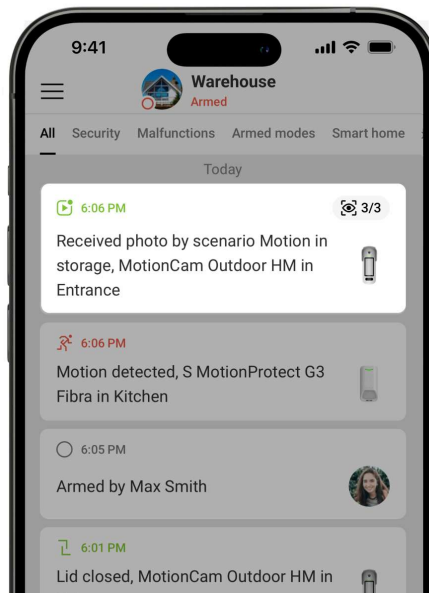 9:41
Warehouse
Armed
All Security Malfunctions Armed modes Smart home
Today
6:06 PM 3/3
Received photo by scenario Motion in
storage, MotionCam Outdoor HM in
Entrance
6:06 PM
Motion detected, S MotionProtect G3
Fibra in Kitchen
6:05 PM
Armed by Max Smith
6:01 PM
Lid closed, MotionCam Outdoor HM in